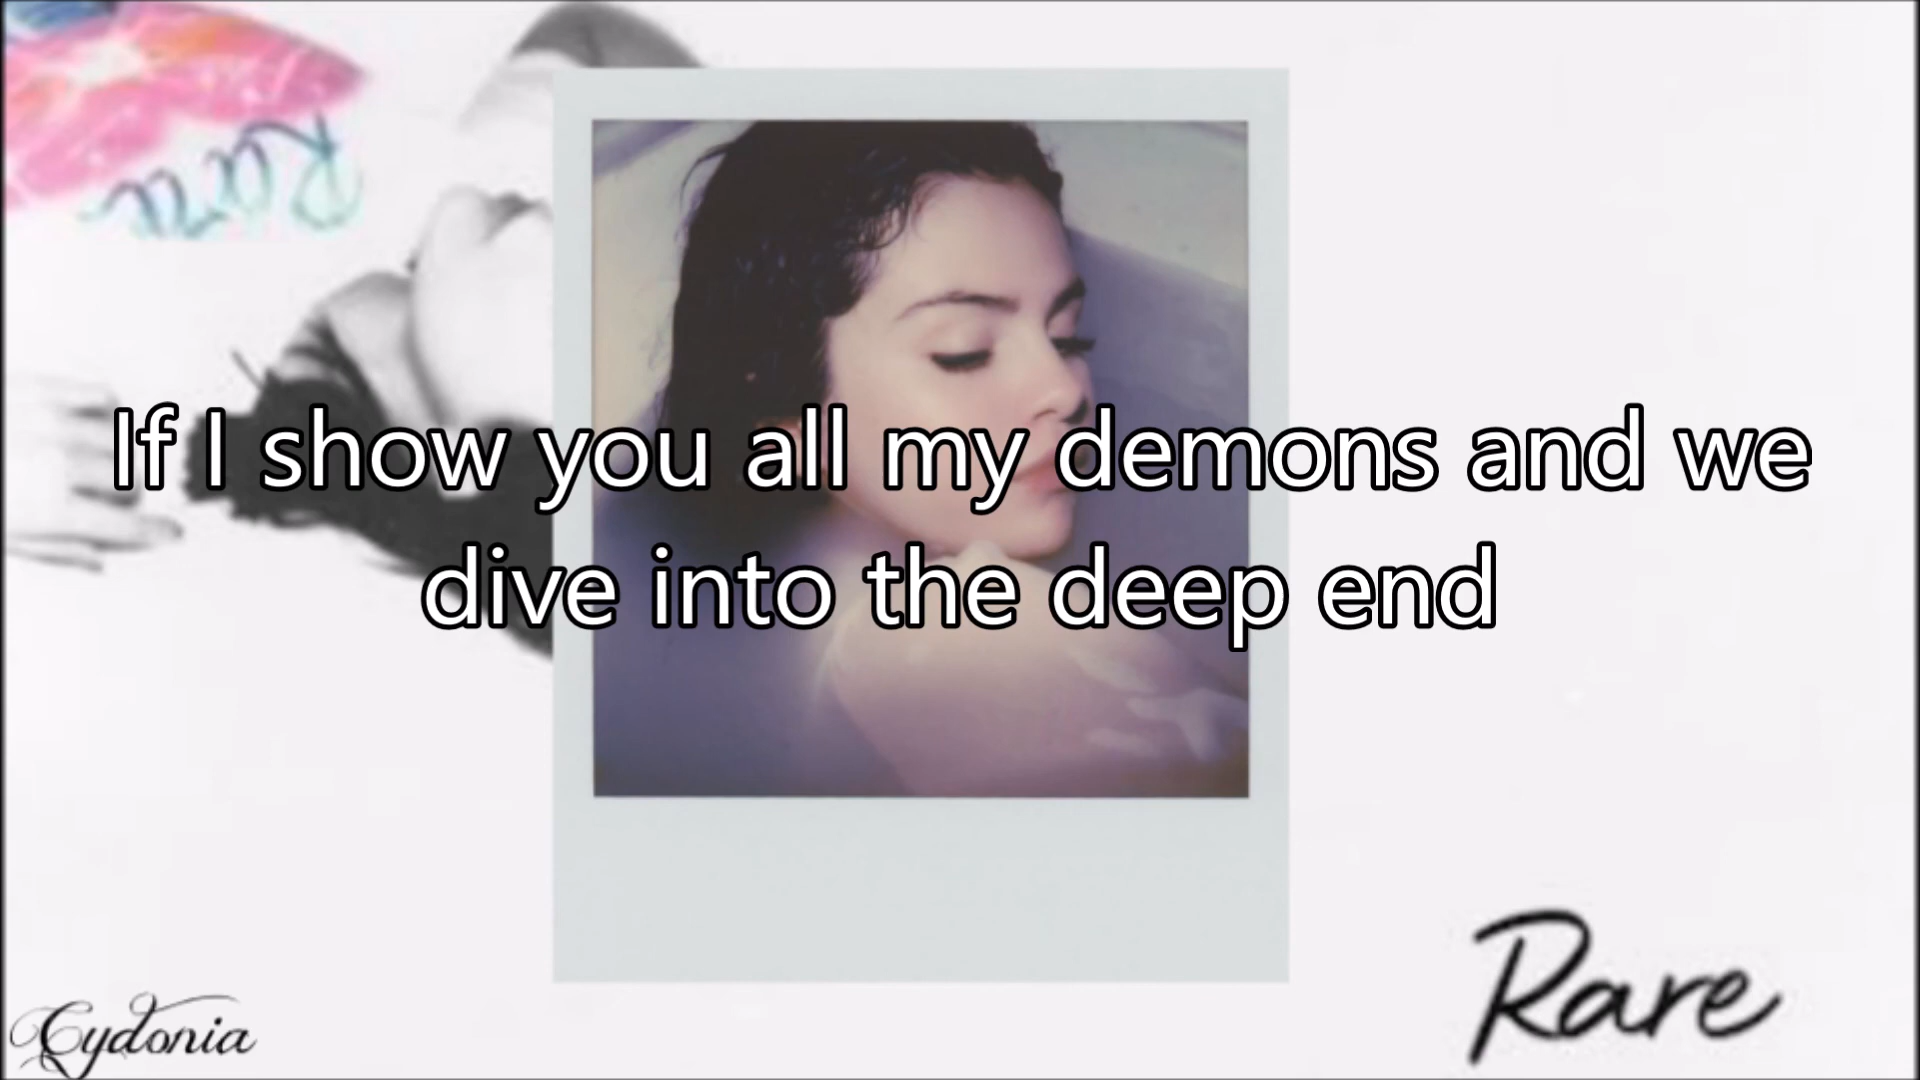 Rare
If I show you all my demons and we
dive into the deep end
Cydonia
Rare